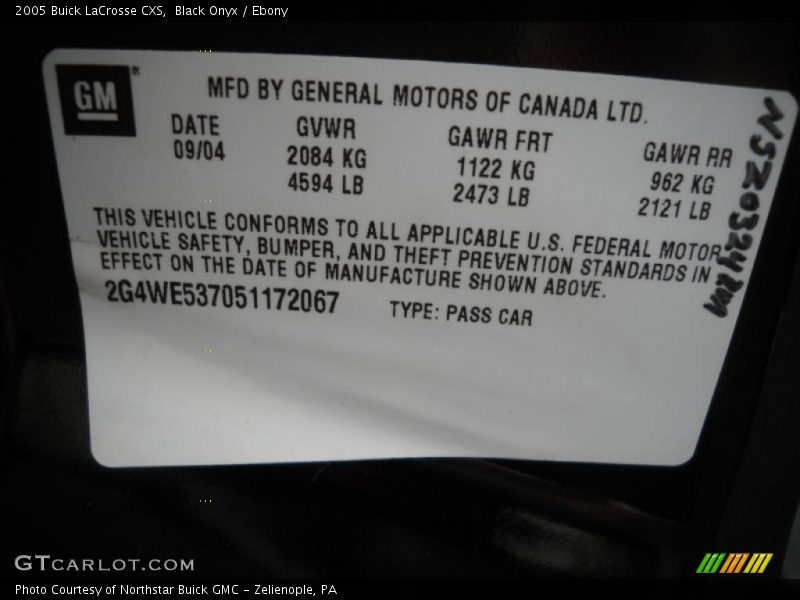 2005 Buick LaCrosse CXS, Black Onyx / Ebony
GM
MFD BY GENERAL MOTORS OF CANADA LTD.
DATE GVWR GAWR FRT GAWR RR
09/04 2084 KG 1122 KG 962 KG
4594 LB 2473 LB 2121 LB
THIS VEHICLE CONFORMS TO ALL APPLICABLE U.S. FEDERAL MOTOR
VEHICLE SAFETY, BUMPER, AND THEFT PREVENTION STANDARDS IN
EFFECT ON THE DATE OF MANUFACTURE SHOWN ABOVE.
2G4WE537051172067 TYPE: PASS CAR
GTCARLOT.COM
Photo Courtesy of Northstar Buick GMC - Zelienople, PA